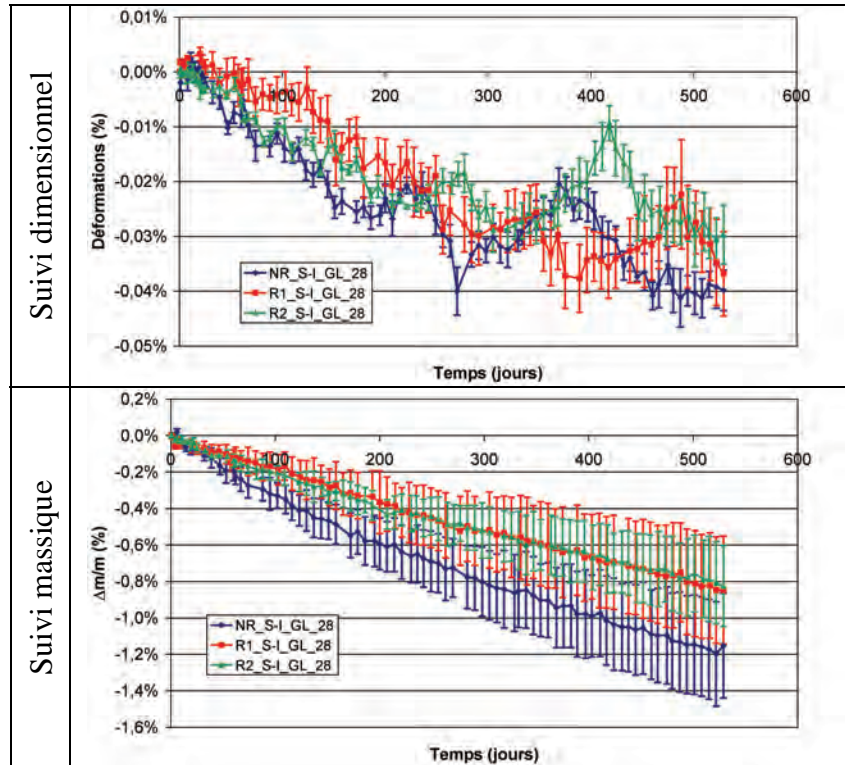 Suivi dimensionnel
0,01%
0,00%
-0,01%
-0,02%
-0,03%
-0,04%
-0,05%
Déformations (%)
0
100
200
300
400
500
600
NR_S-I_GL_28
R1_S-I_GL_28
R2_S-I_GL_28
Temps (jours)
Suivi massique
0,2%
0,0%
-0,2%
-0,4%
-0,6%
-0,8%
-1,0%
-1,2%
-1,4%
-1,6%
Δm/m (%)
0
100
200
300
400
500
600
NR_S-I_GL_28
R1_S-I_GL_28
R2_S-I_GL_28
Temps (jours)